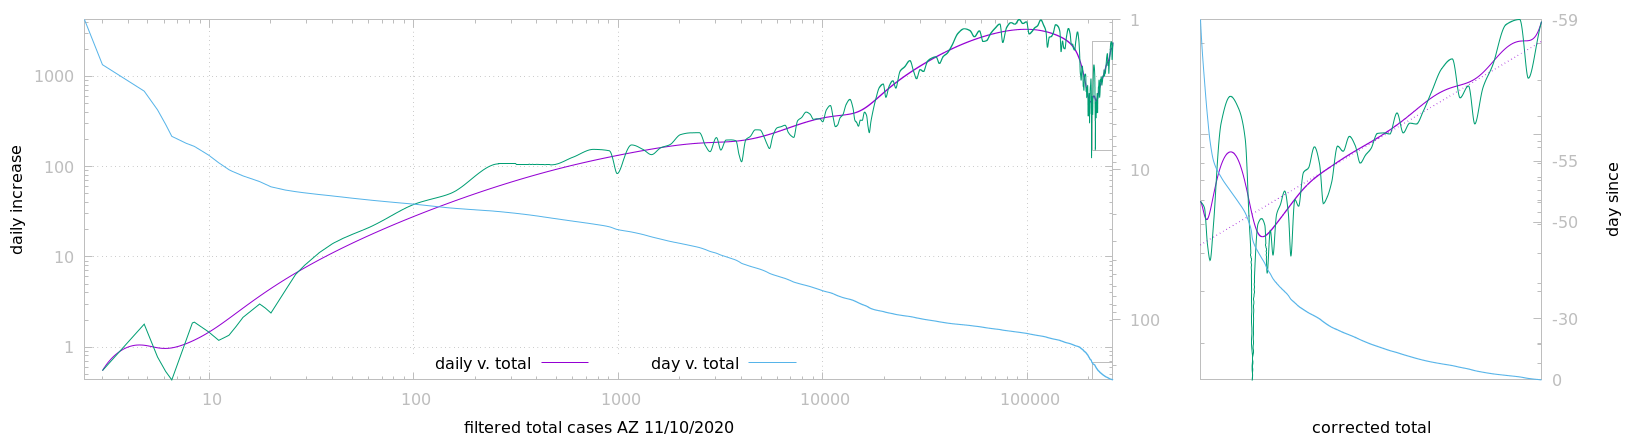 1
-59
1000
daily increase
100
10
-55
day since
-50
10
100
-30
1
daily v. total
day v. total
0
10
100
1000
10000
100000
filtered total cases AZ 11/10/2020
corrected total